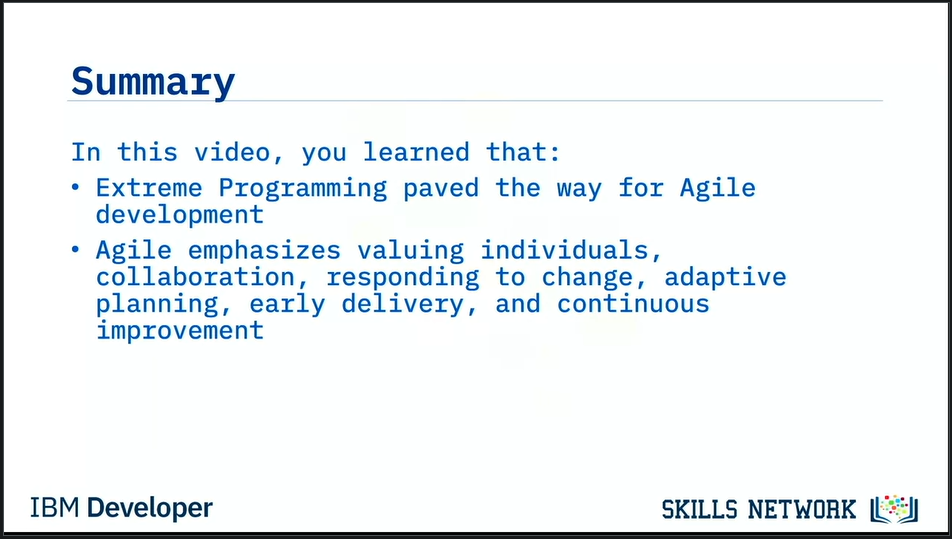 Summary
In this video, you learned that:
• Extreme Programming paved the way for Agile
development
• Agile emphasizes valuing individuals,
collaboration, responding to change, adaptive
planning, early delivery, and continuous
improvement
IBM Developer
SKILLS NETWORK